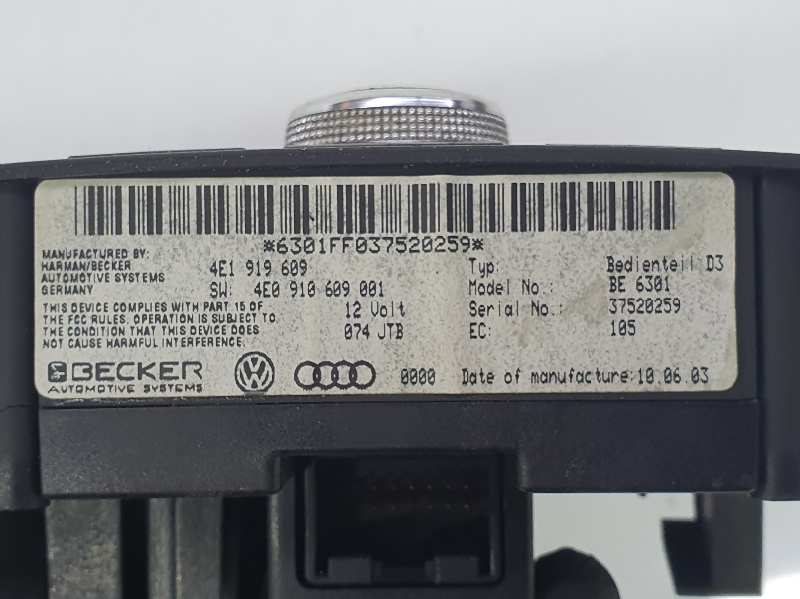 *6301FF037520259*
MANUFACTURED BY:
HARMAN/BECKER
AUTOMOTIVE SYSTEMS
GERMANY
4E1 919 609
SW: 4E0 910 609 001
Typ: Bedienteil D3
Model No.: BE 6301
Serial No.: 37520259
EC: 105
12 Volt
074 JTB
THIS DEVICE COMPLIES WITH PART 15 OF
THE FCC RULES. OPERATION IS SUBJECT TO
THE CONDITION THAT THIS DEVICE DOES
NOT CAUSE HARMFUL INTERFERENCE.
BECKER
AUTOMOTIVE SYSTEMS
0000 Date of manufacture: 10.06.03